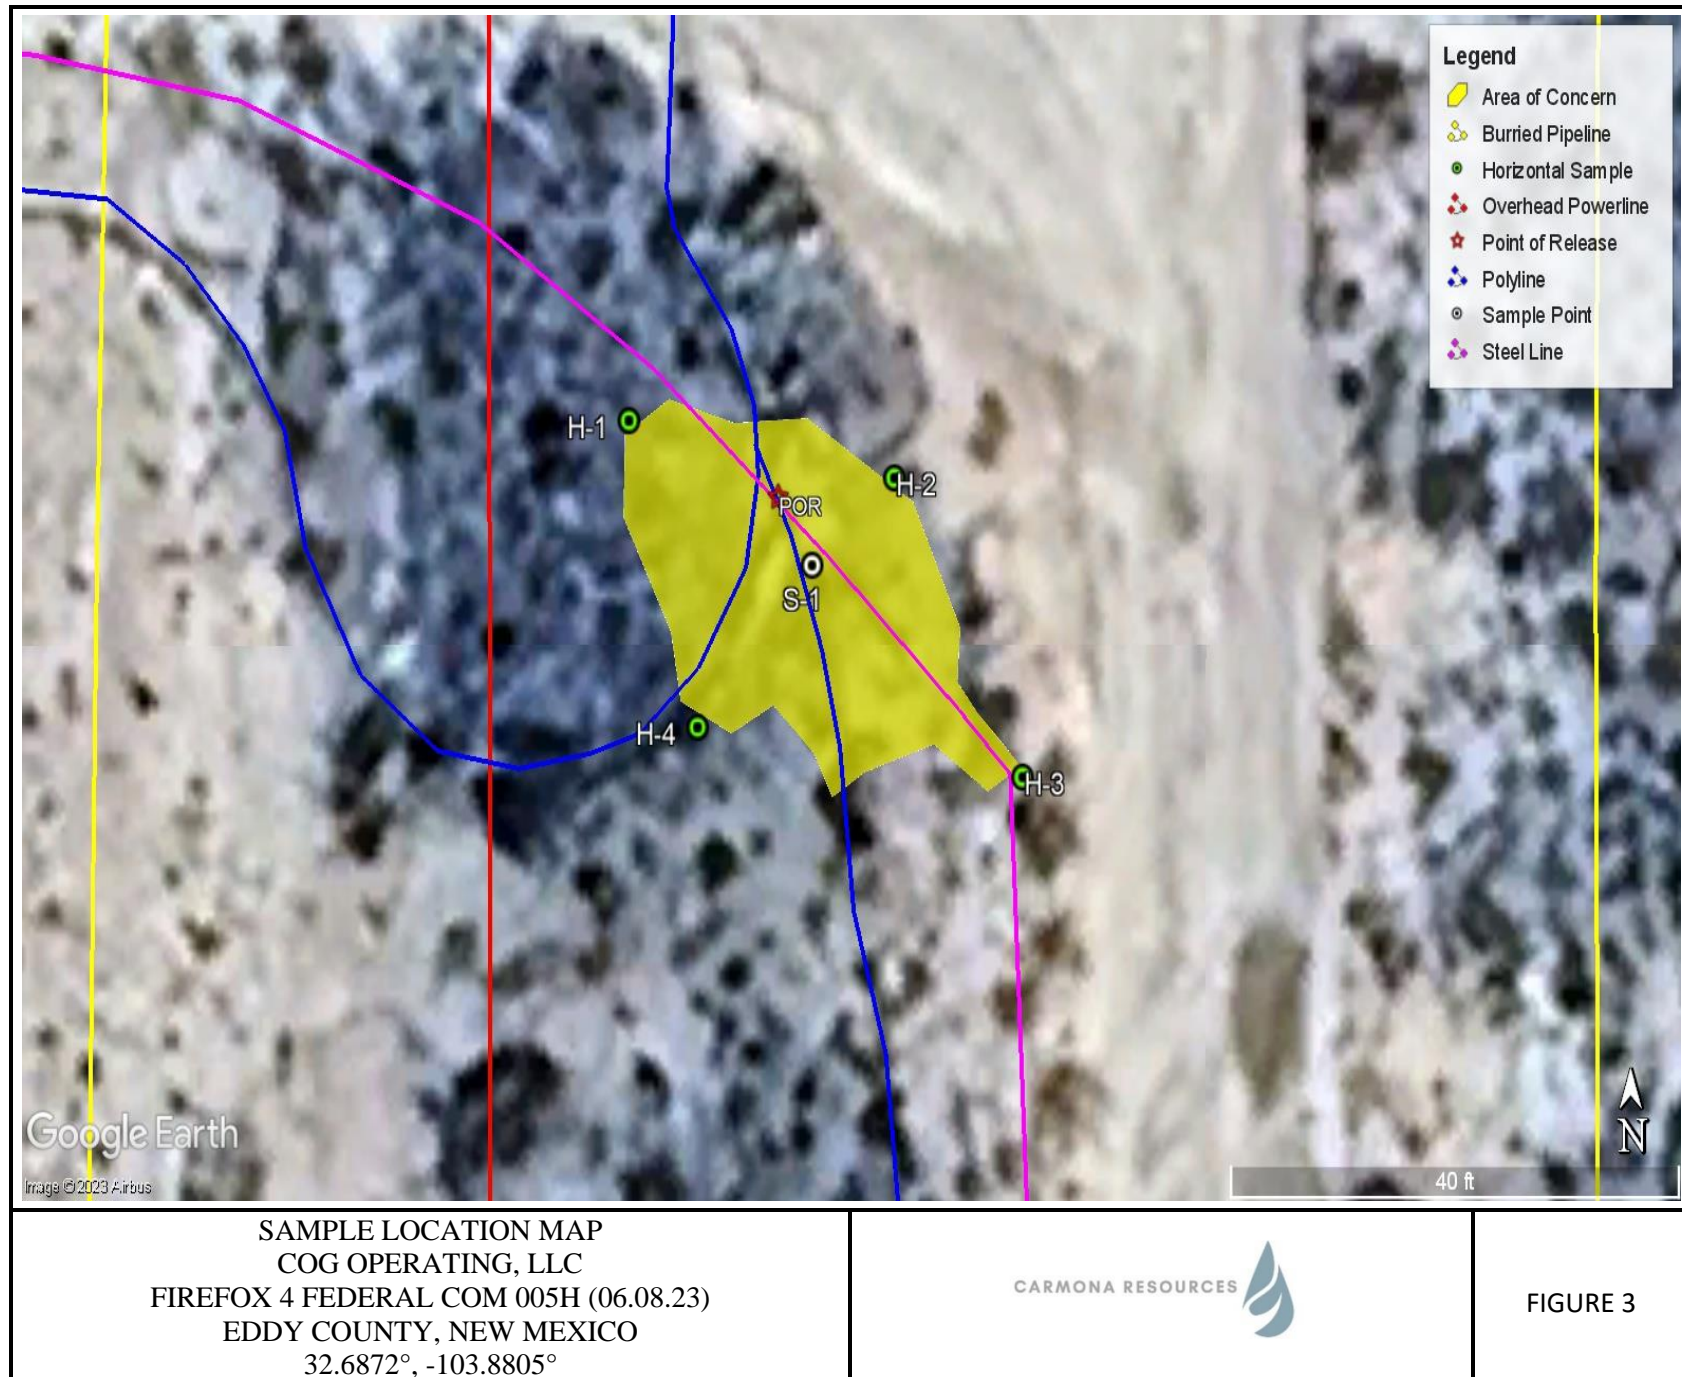 Legend
Area of Concern
Burried Pipeline
Horizontal Sample
Overhead Powerline
Point of Release
Polyline
Sample Point
Steel Line
H-1
H-2
POR
S-1
H-4
H-3
Google Earth
N
Image © 2023 Airbus
40 ft
SAMPLE LOCATION MAP
COG OPERATING, LLC
FIREFOX 4 FEDERAL COM 005H (06.08.23)
EDDY COUNTY, NEW MEXICO
32.6872°, -103.8805°
CARMONA RESOURCES
FIGURE 3